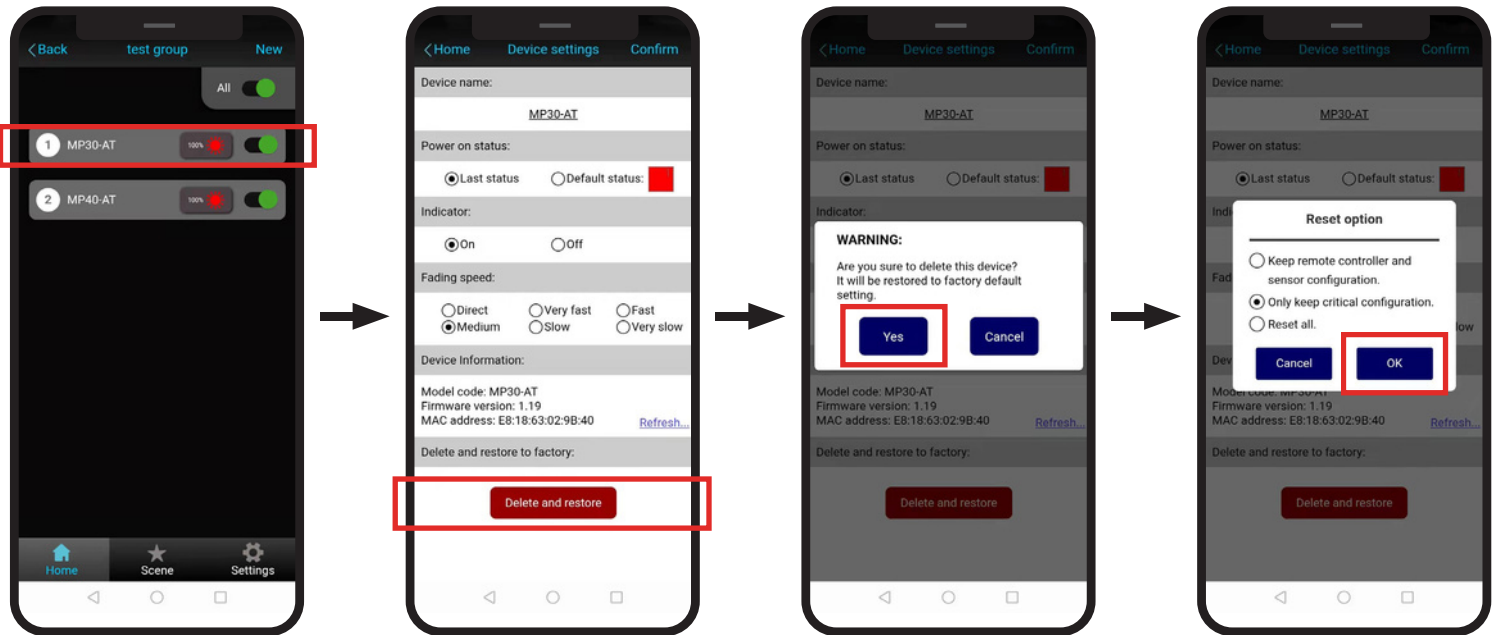 <Back test group New
All
1 MP30-AT 100%
2 MP40-AT 100%
Home Scene Settings
<Home Device settings Confirm
Device name:
MP30-AT
Power on status:
Last status Default status:
Indicator:
On Off
Fading speed:
Direct Very fast Fast
Medium Slow Very slow
Device Information:
Model code: MP30-AT
Firmware version: 1.19
MAC address: E8:18:63:02:9B:40 Refresh...
Delete and restore to factory:
Delete and restore
<Home Device settings Confirm
Device name:
MP30-AT
Power on status:
Last status Default status:
Indicator:
WARNING:
Are you sure to delete this device?
It will be restored to factory default
setting.
Yes Cancel
Model code: MP30-AT
Firmware version: 1.19
MAC address: E8:18:63:02:9B:40 Refresh...
Delete and restore to factory:
Delete and restore
<Home Device settings Confirm
Device name:
MP30-AT
Power on status:
Last status Default status:
Indi
Reset option
Keep remote controller and
sensor configuration.
Fad
Only keep critical configuration.
Reset all.
low
Dev
Cancel OK
Model code: MP30-AT
Firmware version: 1.19
MAC address: E8:18:63:02:9B:40 Refresh...
Delete and restore to factory:
Delete and restore